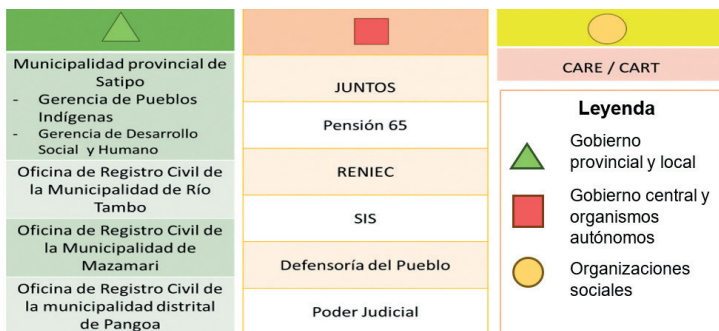 Municipalidad provincial de
Satipo
- Gerencia de Pueblos
Indígenas
- Gerencia de Desarrollo
Social y Humano
Oficina de Registro Civil de
la Municipalidad de Río
Tambo
Oficina de Registro Civil de
la Municipalidad de
Mazamari
Oficina de Registro Civil de
la municipalidad distrital
de Pangoa
JUNTOS
Pensión 65
RENIEC
SIS
Defensoría del Pueblo
Poder Judicial
CARE / CART
Leyenda
Gobierno
provincial y local
Gobierno central y
organismos
autónomos
Organizaciones
sociales